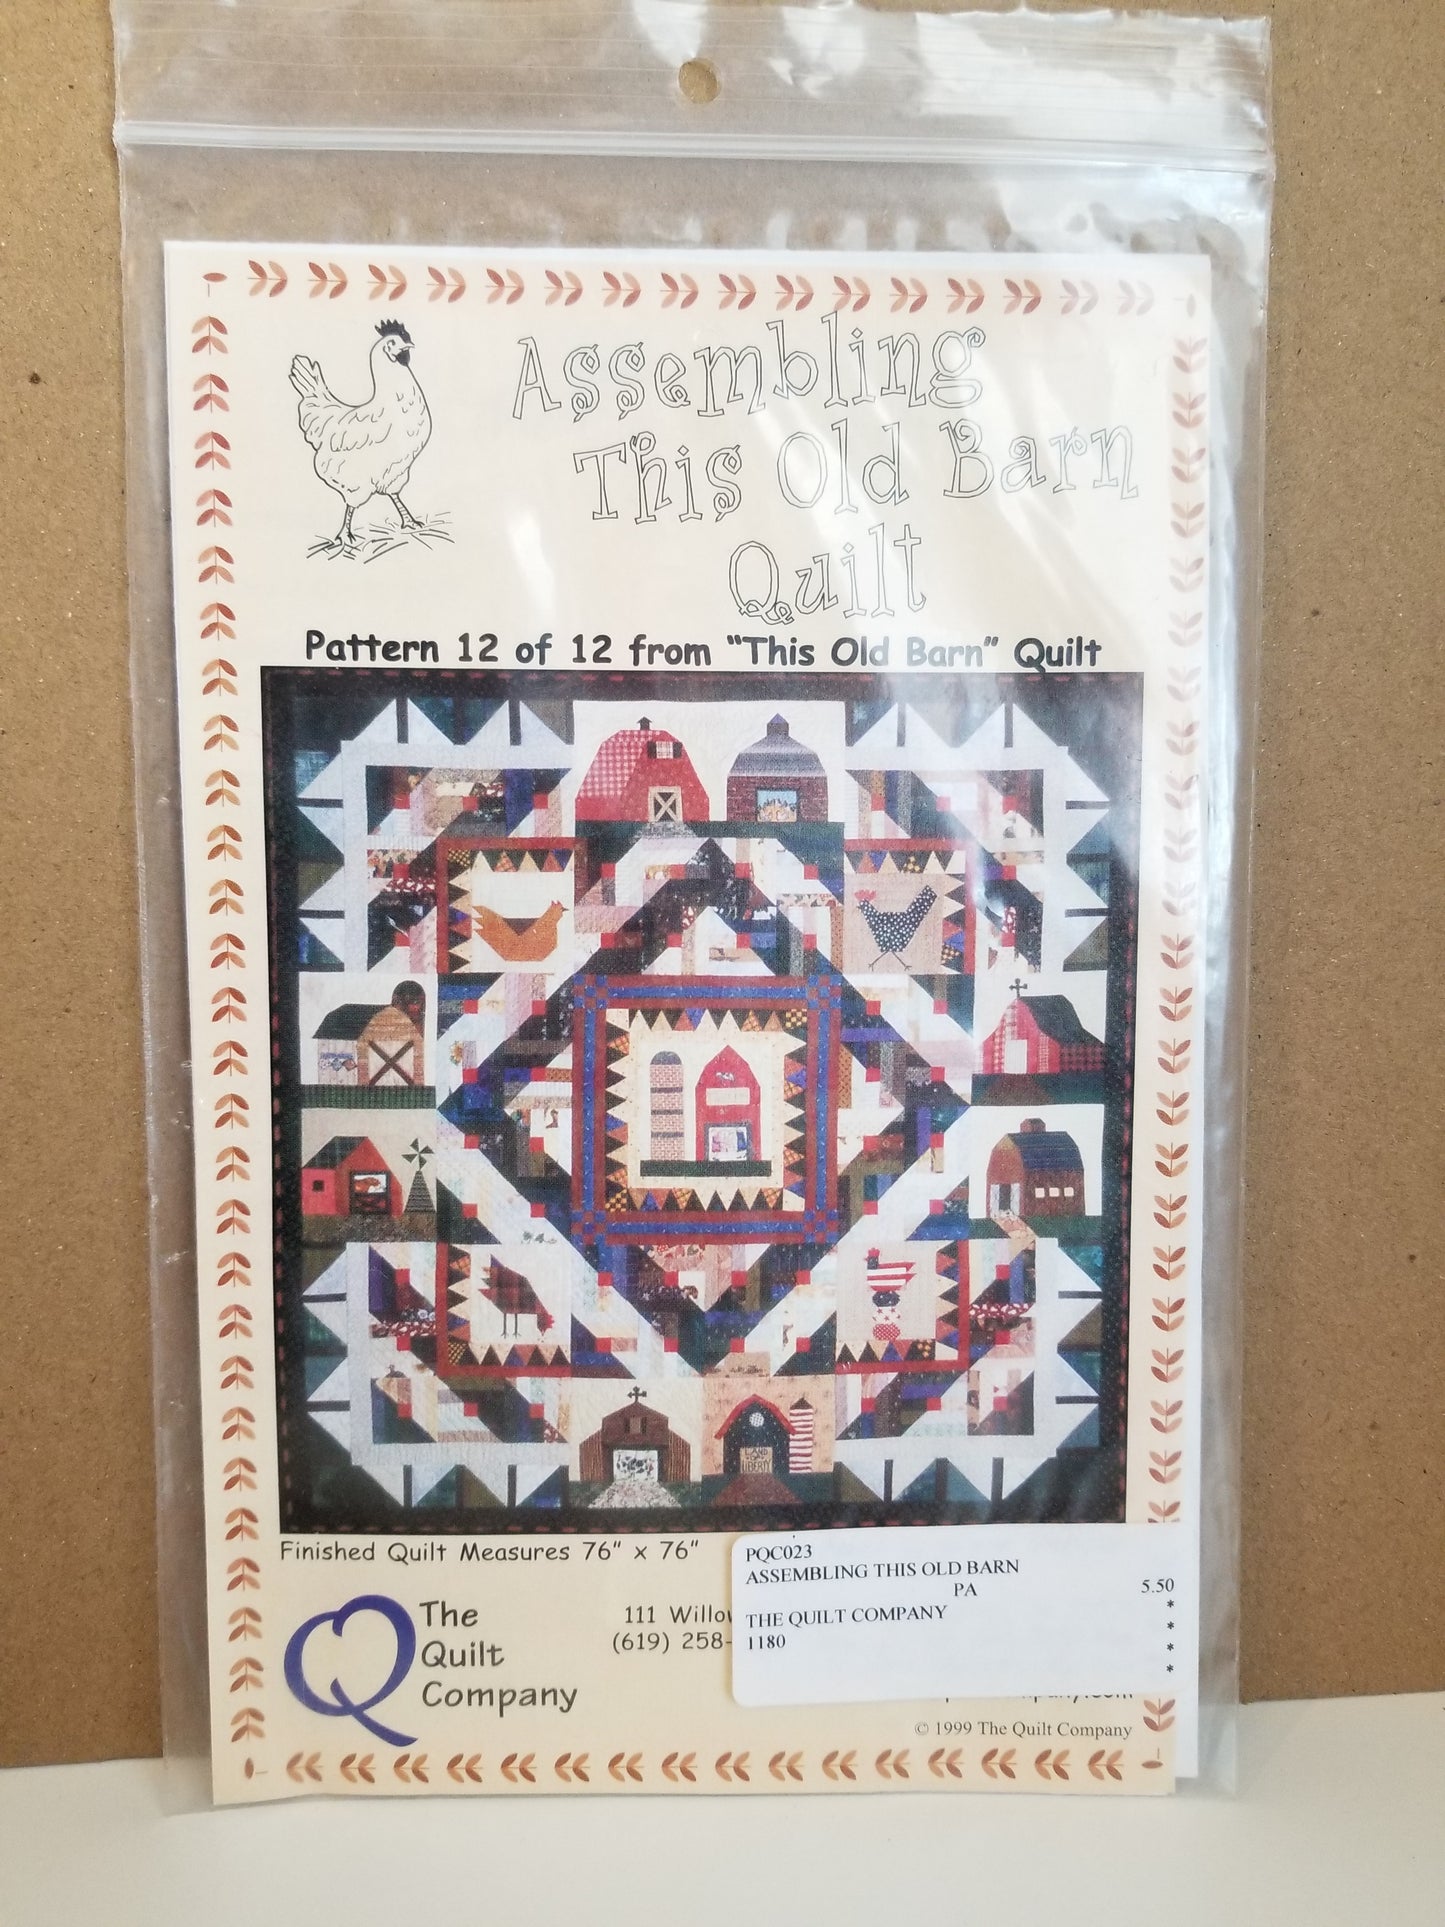 Assembling
This Old Barn
Quilt
Pattern 12 of 12 from "This Old Barn" Quilt
LAND
LIBERTY
Finished Quilt Measures 76" x 76"
The
Quilt
Company
111
(619) 258-
PQC023
ASSEMBLING THIS OLD BARN
PA
5.50
THE QUILT COMPANY
1180
*
*
*
*
© 1999 The Quilt Company